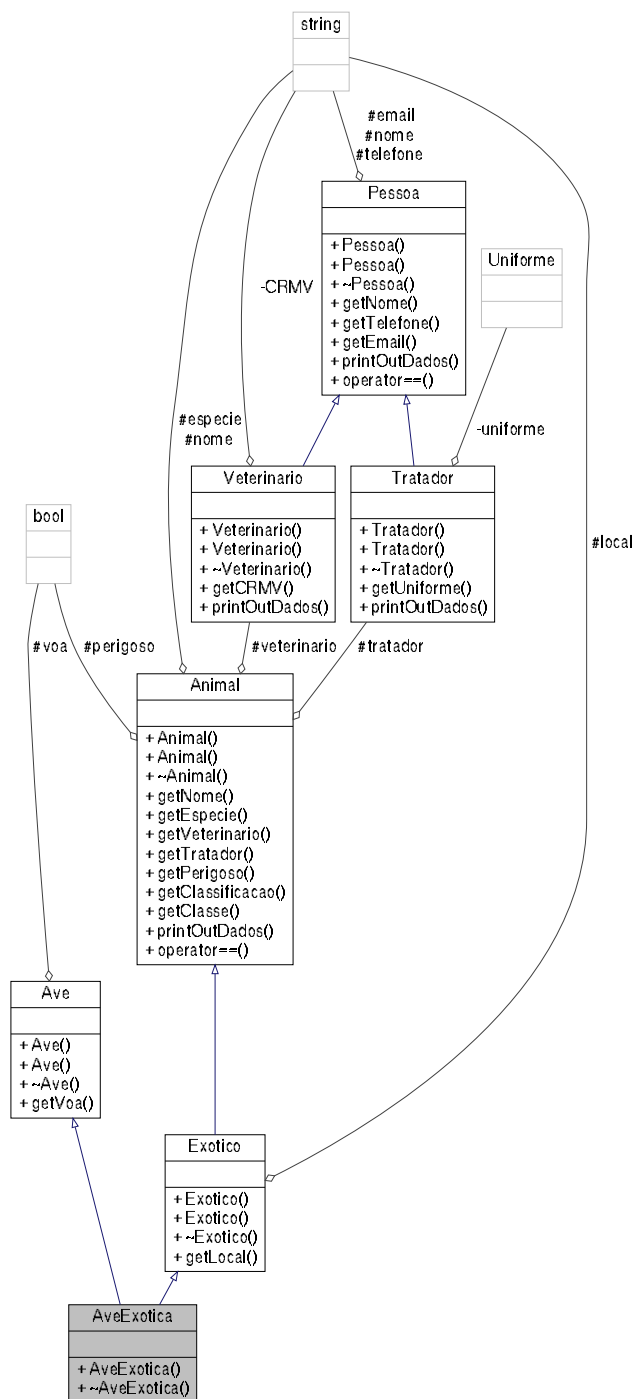 string
#email
#nome
#telefone
Pessoa
+ Pessoa()
+ Pessoa()
+ ~Pessoa()
+ getNome()
+ getTelefone()
+ getEmail()
+ printOutDados()
+ operator==()
Uniforme
-CRMV
#especie
#nome
-uniforme
Veterinario
+ Veterinario()
+ Veterinario()
+ ~Veterinario()
+ getCRMV()
+ printOutDados()
Tratador
+ Tratador()
+ Tratador()
+ ~Tratador()
+ getUniforme()
+ printOutDados()
#local
bool
#voa
#perigoso
#veterinario
#tratador
Animal
+ Animal()
+ Animal()
+ ~Animal()
+ getNome()
+ getEspecie()
+ getVeterinario()
+ getTratador()
+ getPerigoso()
+ getClassificacao()
+ getClasse()
+ printOutDados()
+ operator==()
Ave
+ Ave()
+ Ave()
+ ~Ave()
+ getVoa()
Exotico
+ Exotico()
+ Exotico()
+ ~Exotico()
+ getLocal()
AveExotica
+ AveExotica()
+ ~AveExotica()